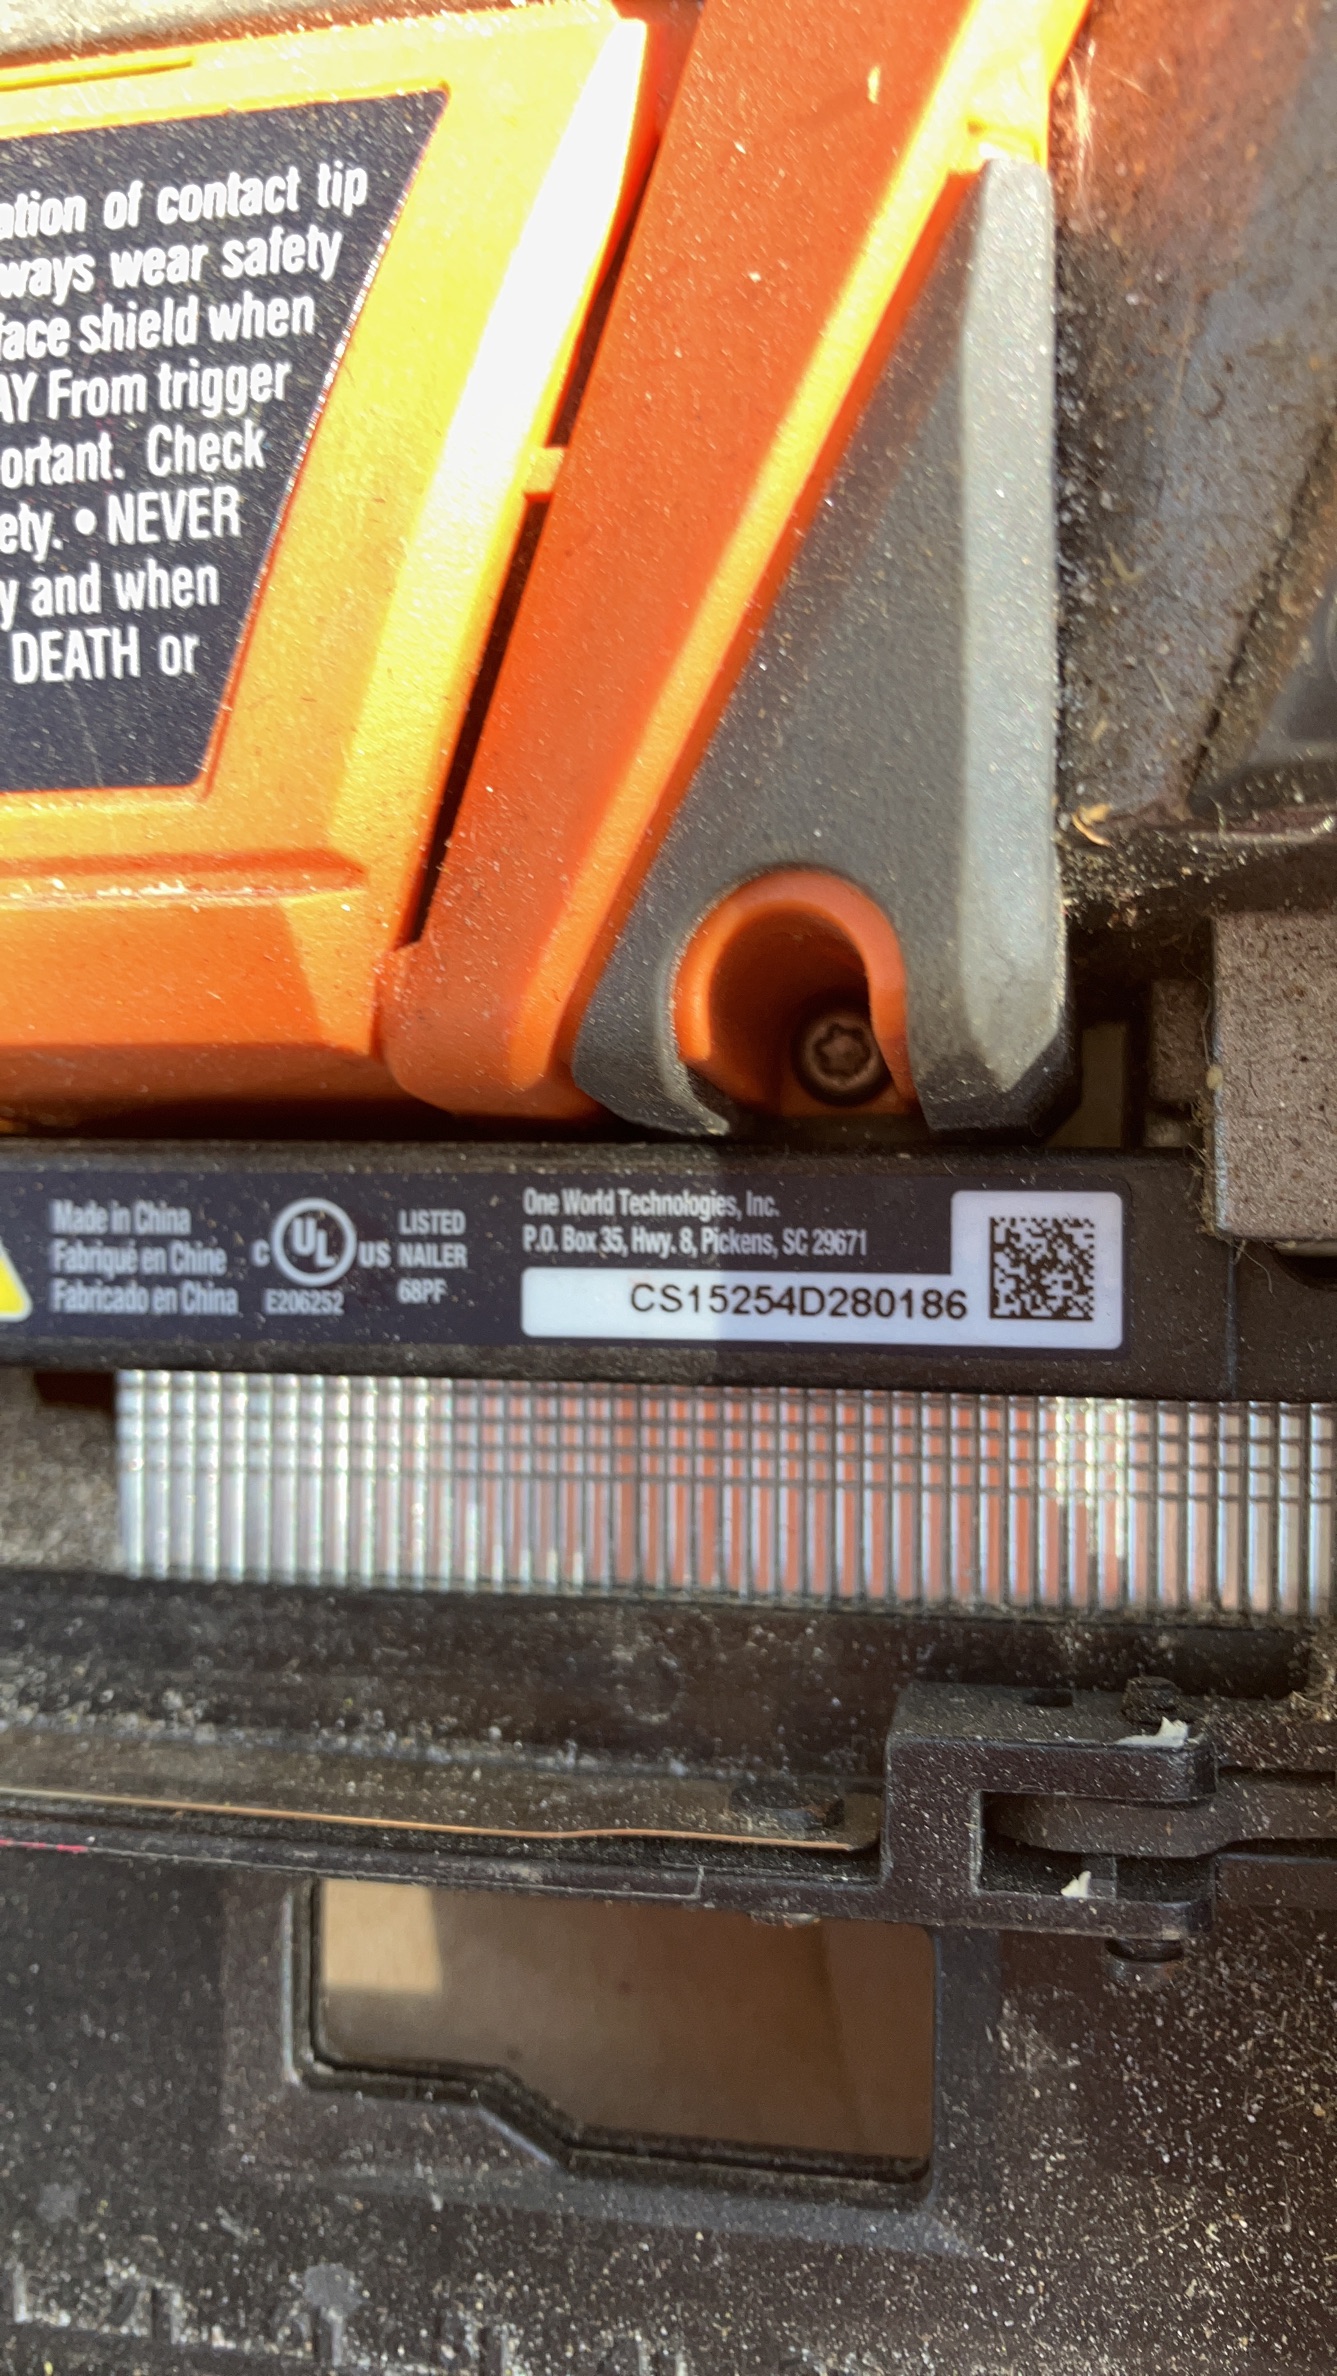 ation of contact tip
ways wear safety
face shield when
AY From trigger
ortant. Check
ety. • NEVER
y and when
DEATH or
Made in China
Fabriqué en Chine
Fabricado en China
C UL US
E206252
LISTED
NAILER
68PF
One World Technologies, Inc.
P.O. Box 35, Hwy. 8, Pickens, SC 29671
CS15254D280186